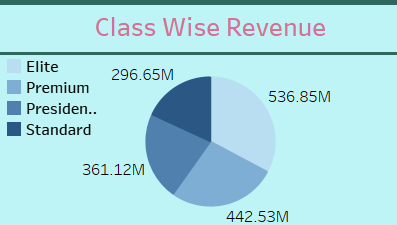 Class Wise Revenue
Elite
Premium
Presiden..
Standard
296.65M
536.85M
361.12M
442.53M